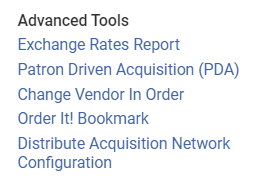 Advanced Tools
Exchange Rates Report
Patron Driven Acquisition (PDA)
Change Vendor In Order
Order It! Bookmark
Distribute Acquisition Network
Configuration